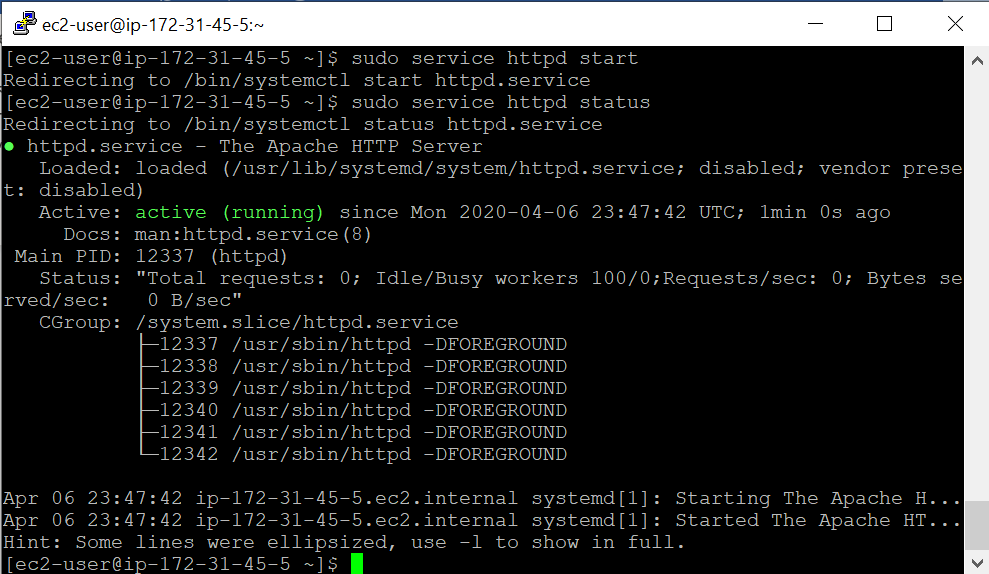 ec2-user@ip-172-31-45-5:~
[ec2-user@ip-172-31-45-5 ~]$ sudo service httpd start
Redirecting to /bin/systemctl start httpd.service
[ec2-user@ip-172-31-45-5 ~]$ sudo service httpd status
Redirecting to /bin/systemctl status httpd.service
● httpd.service - The Apache HTTP Server
   Loaded: loaded (/usr/lib/systemd/system/httpd.service; disabled; vendor prese
t: disabled)
   Active: active (running) since Mon 2020-04-06 23:47:42 UTC; 1min 0s ago
     Docs: man:httpd.service(8)
 Main PID: 12337 (httpd)
   Status: "Total requests: 0; Idle/Busy workers 100/0;Requests/sec: 0; Bytes se
rved/sec:   0 B/sec"
   CGroup: /system.slice/httpd.service
           ├─12337 /usr/sbin/httpd -DFOREGROUND
           ├─12338 /usr/sbin/httpd -DFOREGROUND
           ├─12339 /usr/sbin/httpd -DFOREGROUND
           ├─12340 /usr/sbin/httpd -DFOREGROUND
           ├─12341 /usr/sbin/httpd -DFOREGROUND
           └─12342 /usr/sbin/httpd -DFOREGROUND

Apr 06 23:47:42 ip-172-31-45-5.ec2.internal systemd[1]: Starting The Apache H...
Apr 06 23:47:42 ip-172-31-45-5.ec2.internal systemd[1]: Started The Apache HT...
Hint: Some lines were ellipsized, use -l to show in full.
[ec2-user@ip-172-31-45-5 ~]$